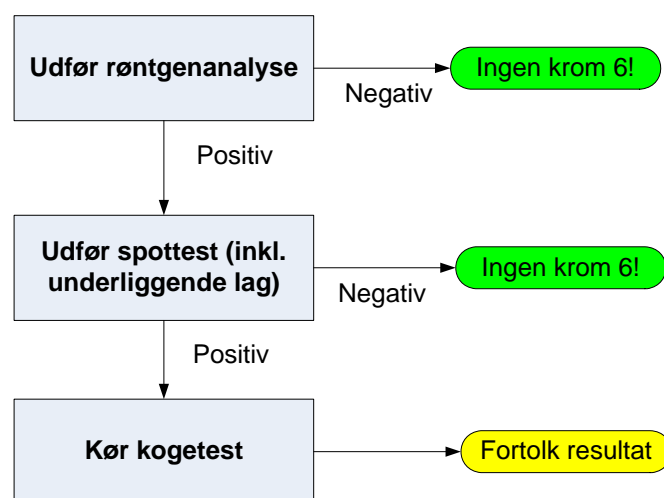 Udfør røntgenanalyse
Ingen krom 6!
Negativ
Positiv
Udfør spottest (inkl.
underliggende lag)
Ingen krom 6!
Negativ
Positiv
Kør kogetest
Fortolk resultat